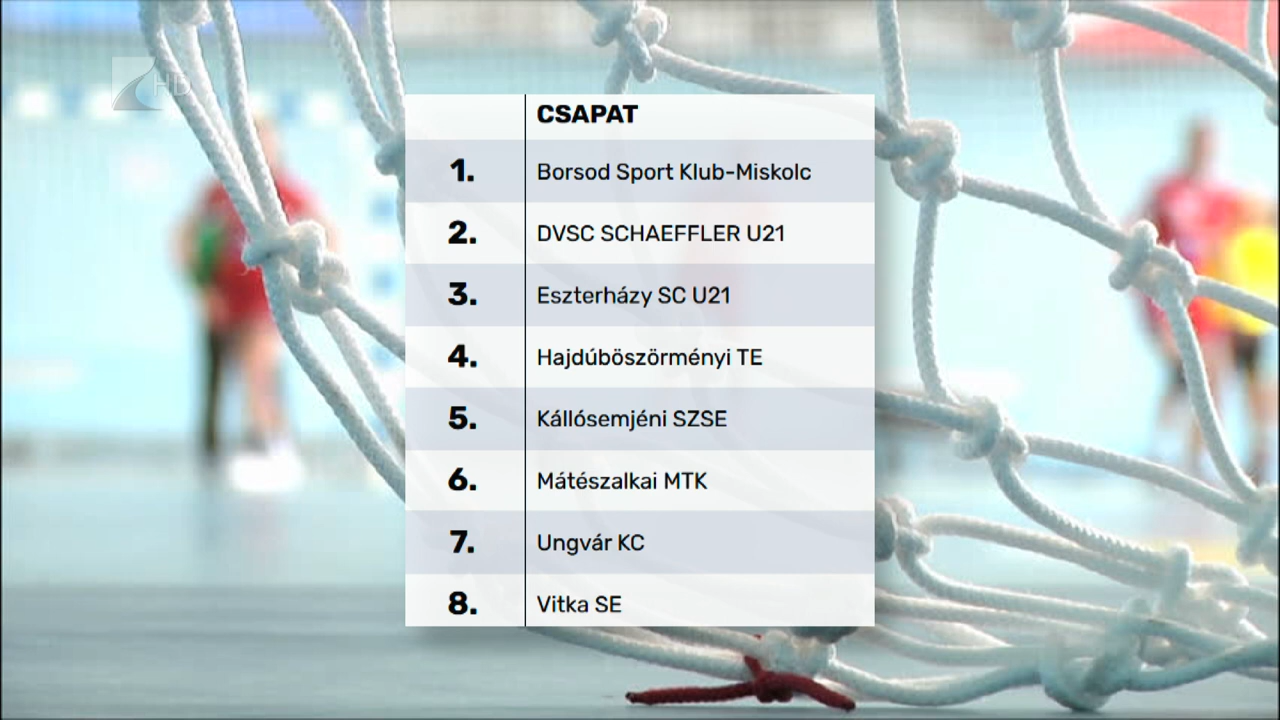 HD
CSAPAT
1. Borsod Sport Klub-Miskolc
2. DVSC SCHAEFFLER U21
3. Eszterházy SC U21
4. Hajdúböszörményi TE
5. Kállósemjéni SZSE
6. Mátészalkai MTK
7. Ungvár KC
8. Vitka SE